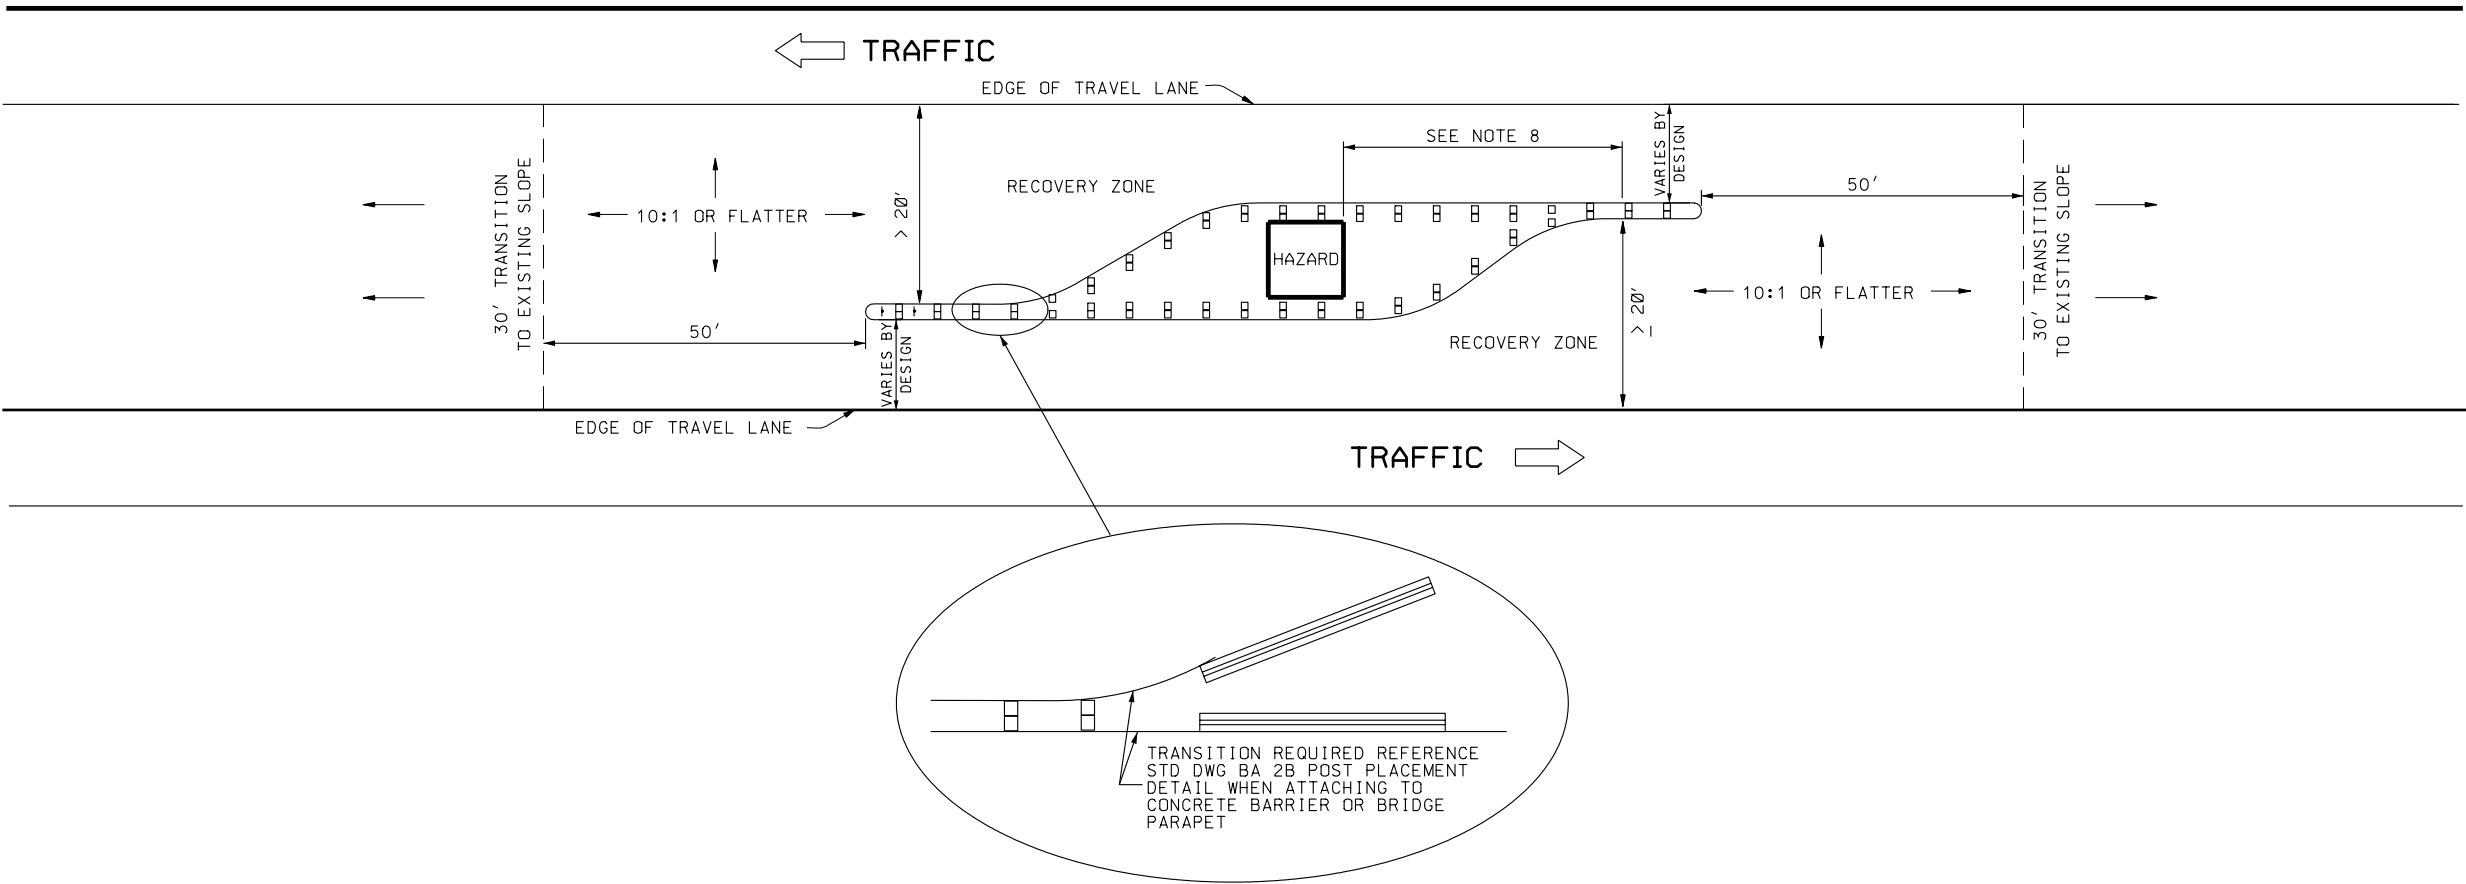 TRAFFIC
EDGE OF TRAVEL LANE
SEE NOTE 8
VARIES BY
DESIGN
30' TRANSITION
TO EXISTING SLOPE
10:1 OR FLATTER
> 20'
RECOVERY ZONE
50'
30' TRANSITION
TO EXISTING SLOPE
HAZARD
10:1 OR FLATTER
50'
VARIES BY
DESIGN
RECOVERY ZONE
> 20'
EDGE OF TRAVEL LANE
TRAFFIC
TRANSITION REQUIRED REFERENCE
STD DWG BA 2B POST PLACEMENT
DETAIL WHEN ATTACHING TO
CONCRETE BARRIER OR BRIDGE
PARAPET